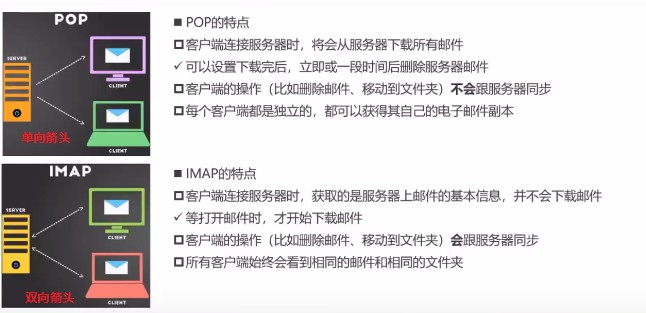 POP
SERVER
CLIENT
CLIENT
单向箭头
POP的特点
客户端连接服务器时，将会从服务器下载所有邮件
可以设置下载完后，立即或一段时间后删除服务器邮件
客户端的操作（比如删除邮件、移动到文件夹）不会跟服务器同步
每个客户端都是独立的，都可以获得其自己的电子邮件副本
IMAP
SERVER
CLIENT
CLIENT
双向箭头
IMAP的特点
客户端连接服务器时，获取的是服务器上邮件的基本信息，并不会下载邮件
等打开邮件时，才开始下载邮件
客户端的操作（比如删除邮件、移动到文件夹）会跟服务器同步
所有客户端始终会看到相同的邮件和相同的文件夹